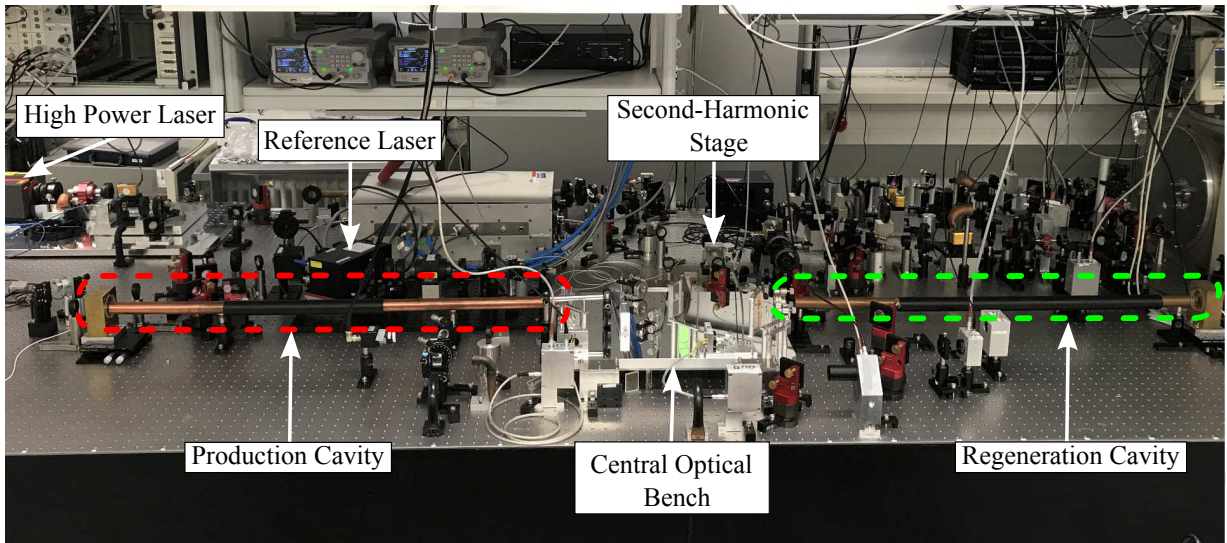 High Power Laser
Reference Laser
Second-Harmonic
Stage
Production Cavity
Central Optical
Bench
Regeneration Cavity